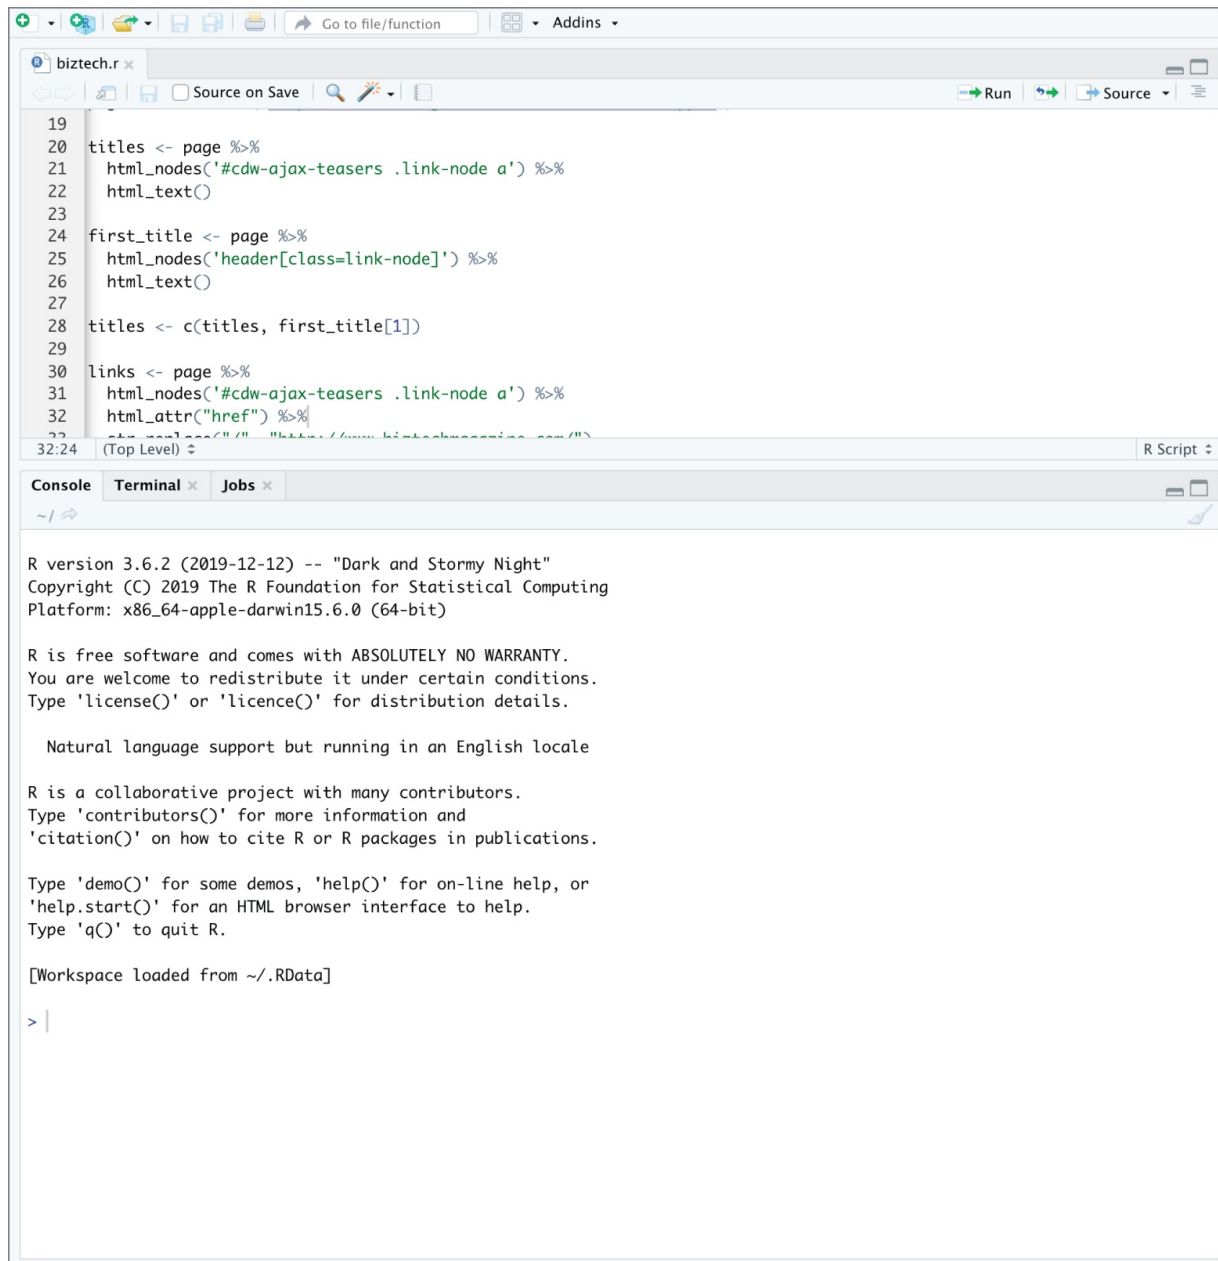 Go to file/function
Addins
biztech.r
Source on Save
Run
Source
19
20 titles <- page %>%
21 html_nodes('#cdw-ajax-teasers .link-node a') %>%
22 html_text()
23
24 first_title <- page %>%
25 html_nodes('header[class=link-node]') %>%
26 html_text()
27
28 titles <- c(titles, first_title[1])
29
30 links <- page %>%
31 html_nodes('#cdw-ajax-teasers .link-node a') %>%
32 html_attr("href") %>%
32:24 (Top Level) R Script
Console Terminal Jobs
~/
R version 3.6.2 (2019-12-12) -- "Dark and Stormy Night"
Copyright (C) 2019 The R Foundation for Statistical Computing
Platform: x86_64-apple-darwin15.6.0 (64-bit)
R is free software and comes with ABSOLUTELY NO WARRANTY.
You are welcome to redistribute it under certain conditions.
Type 'license()' or 'licence()' for distribution details.
Natural language support but running in an English locale
R is a collaborative project with many contributors.
Type 'contributors()' for more information and
'citation()' on how to cite R or R packages in publications.
Type 'demo()' for some demos, 'help()' for on-line help, or
'help.start()' for an HTML browser interface to help.
Type 'q()' to quit R.
[Workspace loaded from ~/.RData]
>